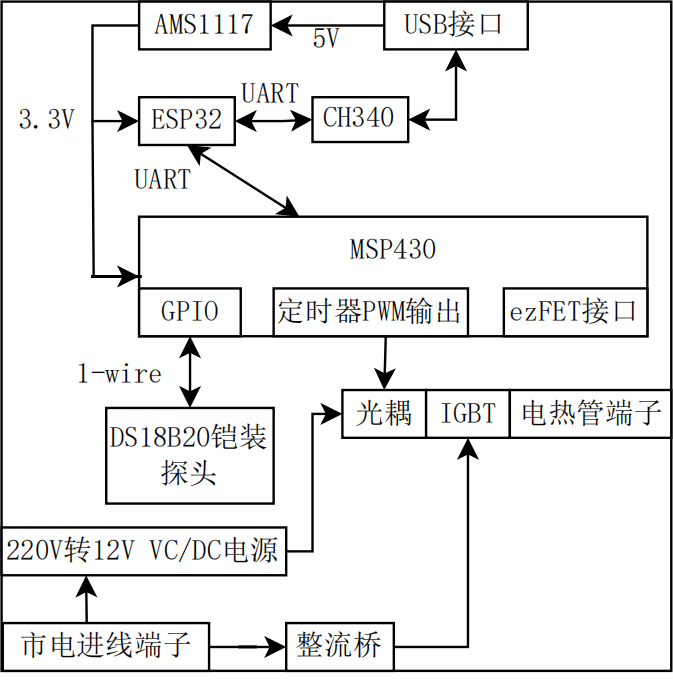 AMS1117
5V
USB接口
3.3V
ESP32
UART
CH340
UART
MSP430
GPIO
定时器PWM输出
ezFET接口
1-wire
光耦
IGBT
电热管端子
DS18B20铠装
探头
220V转12V VC/DC电源
市电进线端子
整流桥